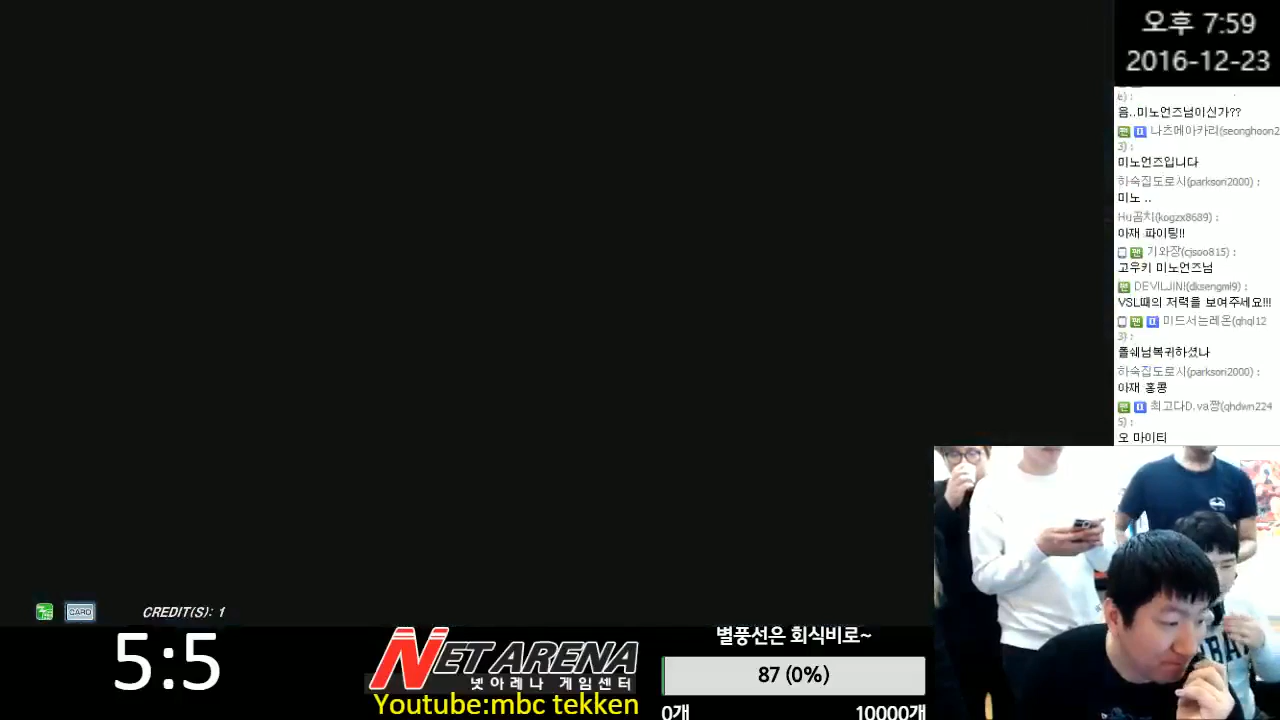 오후 7:59
2016-12-23
음..미노언즈님이신가??
나츠메아카리(seonghoon2
3) :
미노언즈입니다
하숙집도로시(parksori2000) :
미노 ..
Hu곰치(kogzx8689) :
아재 파이팅!!
기와장(cjsoo815) :
고우키 미노언즈님
DEVILJIN!(dksengml9) :
VSL때의 저력을 보여주세요!!!
미드서는레온(qhql12
3) :
쫄쉐님복귀하셨나
하숙집도로시(parksori2000) :
아재 홍콩
최고다D.va짱(qhdwn224
5) :
오 마이티
CARD
CREDIT(S): 1
5:5
NET ARENA
넷아레나 게임센터
Youtube:mbc tekken
별풍선은 회식비로~
87 (0%)
0개
10000개